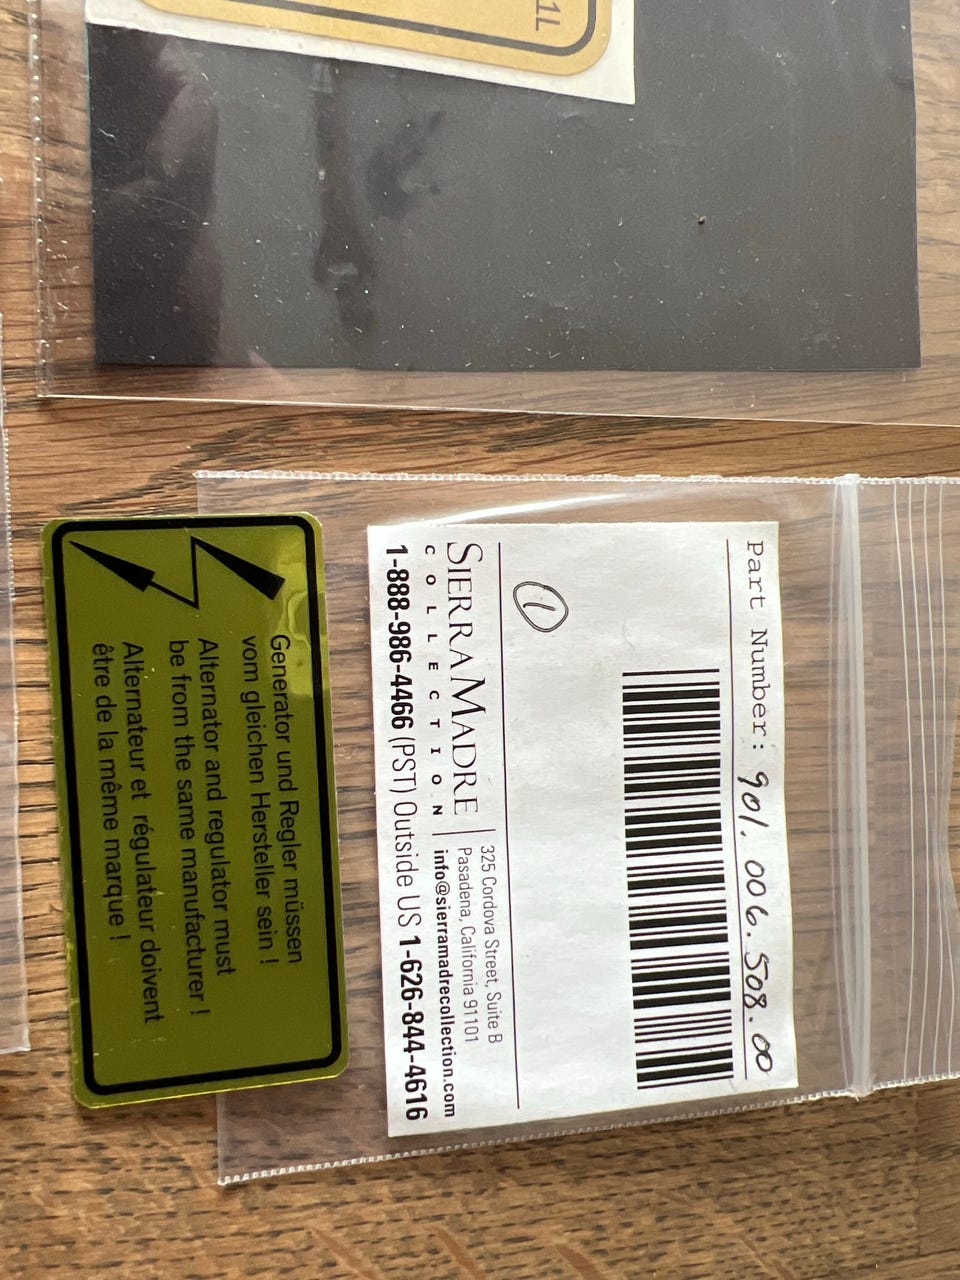 1L
Part Number: 901.006.508.00
1
SIERRA MADRE
COLLECTION
325 Cordova Street, Suite B
Pasadena, California 91101
info@sierramadrecollection.com
1-888-986-4466 (PST) Outside US 1-626-844-4616
Generator und Regler müssen
vom gleichen Hersteller sein !
Alternator and regulator must
be from the same manufacturer !
Alternateur et régulateur doivent
être de la même marque !